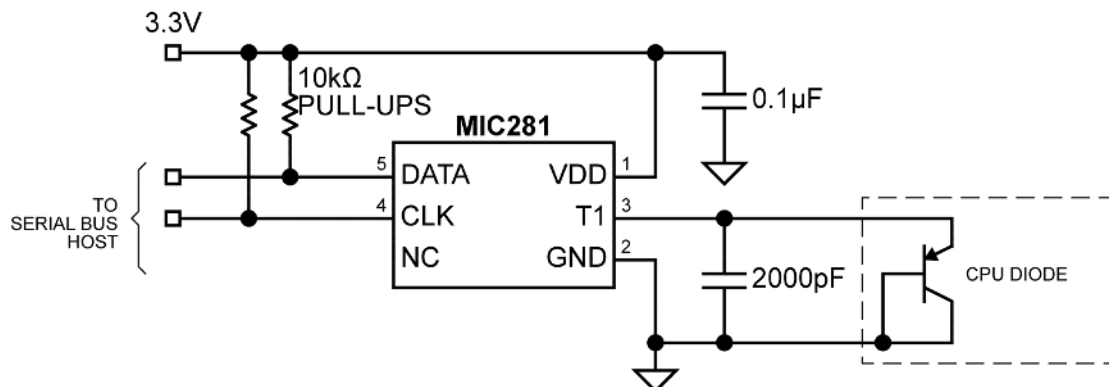 3.3V
10kΩ
PULL-UPS
0.1µF
MIC281
5
DATA
VDD
1
4
CLK
T1
3
NC
GND
2
TO
SERIAL BUS
HOST
2000pF
CPU DIODE